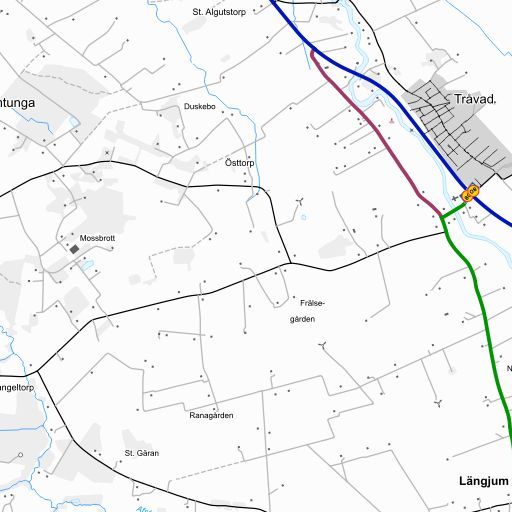 St. Algutstorp
ntunga
Duskebo
Travad.
Östtorp
Mossbrott
Frälse-
gården
angeltorp
Ranagården
N
St. Gäran
Längjum